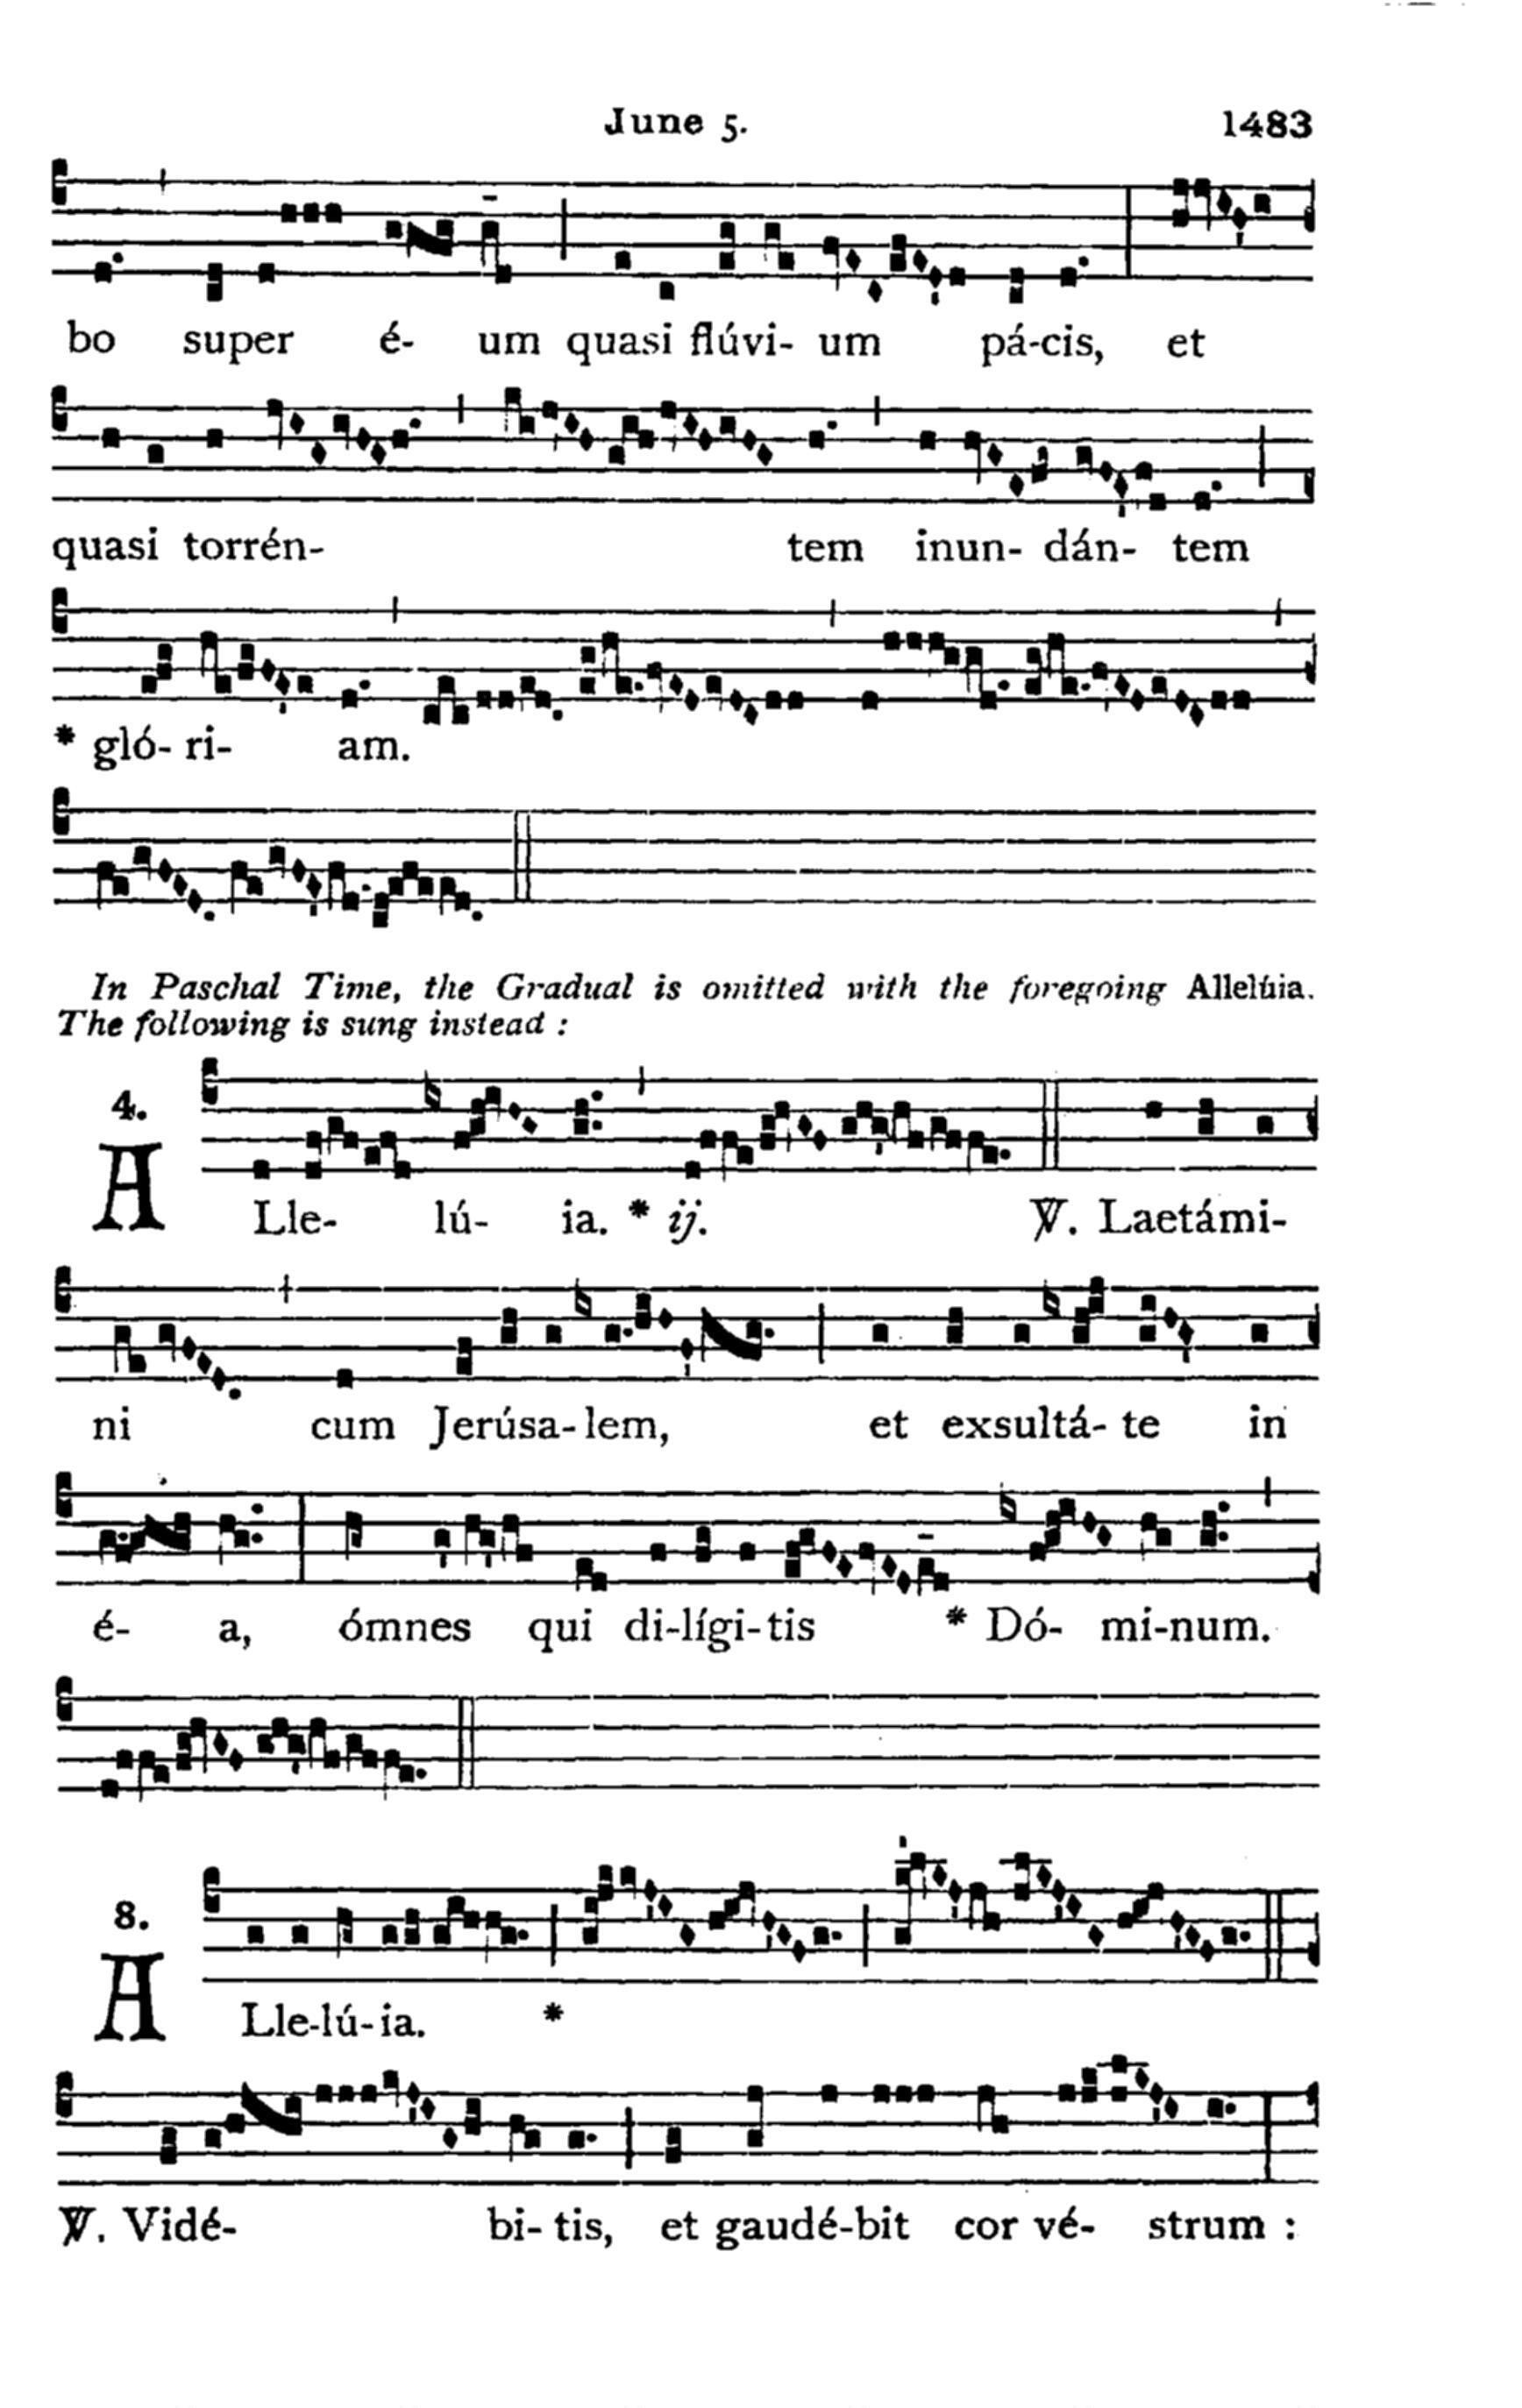 June 5. 1483
bo super é- um quasi flúvi- um pá-cis, et
quasi torrén- tem inun- dán- tem
* gló- ri- am.
In Paschal Time, the Gradual is omitted with the foregoing Allelúia.
The following is sung instead :
4.
ALle- lú- ia. * ij. ℣. Laetámi-
ni cum Jerúsa-lem, et exsultá- te in
é- a, ómnes qui di-lígi-tis * Dó- mi-num.
8.
ALle-lú-ia. *
℣. Vidé- bi- tis, et gaudé-bit cor vé- strum :